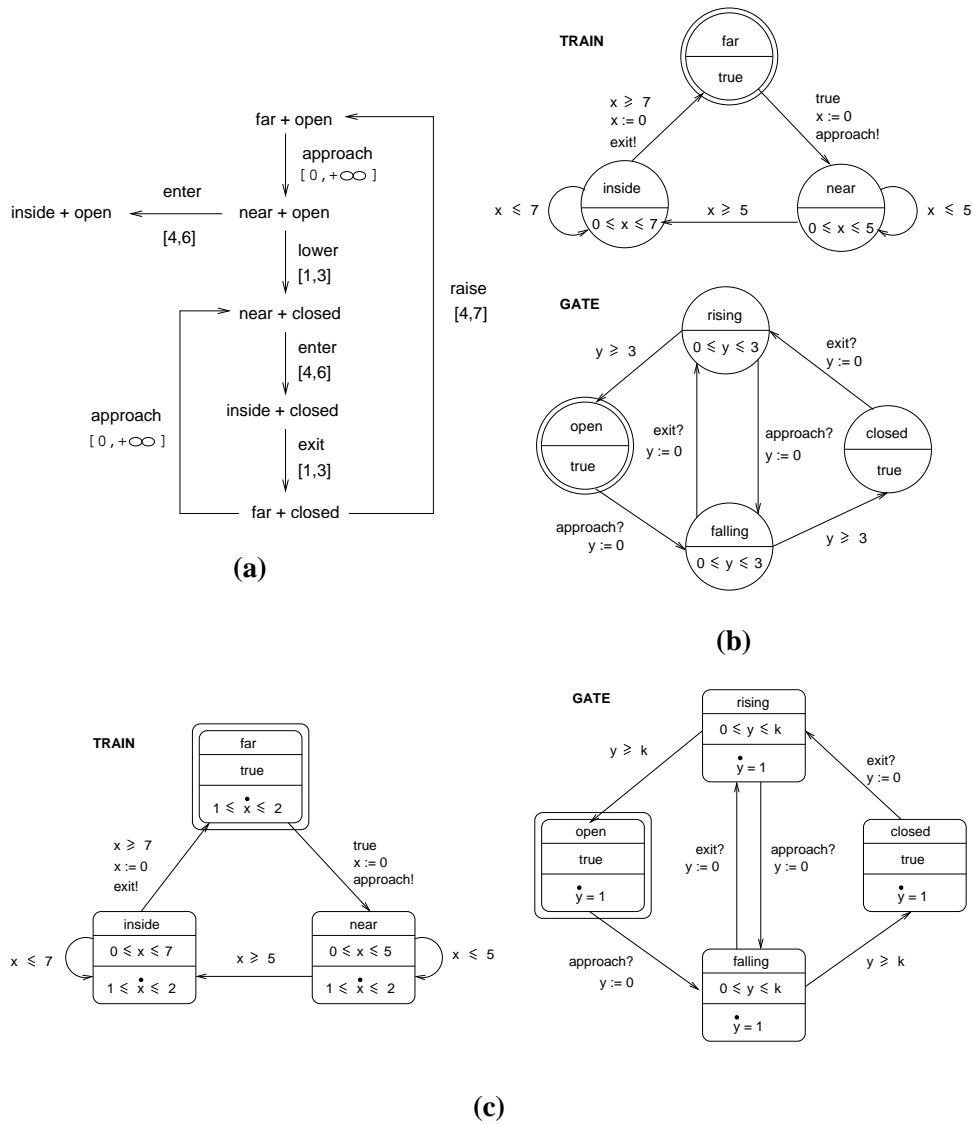 far + open
approach
[0,+∞]
enter
inside + open
near + open
[4,6]
lower
[1,3]
raise
[4,7]
near + closed
enter
[4,6]
approach
[0,+∞]
inside + closed
exit
[1,3]
far + closed
(a)
TRAIN
far
true
x ⩾ 7
x := 0
exit!
true
x := 0
approach!
inside
0 ⩽ x ⩽ 7
x ⩽ 7
x ⩾ 5
near
0 ⩽ x ⩽ 5
x ⩽ 5
GATE
rising
0 ⩽ y ⩽ 3
y ⩾ 3
exit?
y := 0
open
true
exit?
y := 0
approach?
y := 0
closed
true
approach?
y := 0
falling
0 ⩽ y ⩽ 3
y ⩾ 3
(b)
TRAIN
far
true
1 ⩽ ẋ ⩽ 2
x ⩾ 7
x := 0
exit!
true
x := 0
approach!
inside
0 ⩽ x ⩽ 7
1 ⩽ ẋ ⩽ 2
x ⩽ 7
x ⩾ 5
near
0 ⩽ x ⩽ 5
1 ⩽ ẋ ⩽ 2
x ⩽ 5
GATE
rising
0 ⩽ y ⩽ k
ẏ = 1
y ⩾ k
exit?
y := 0
open
true
ẏ = 1
exit?
y := 0
approach?
y := 0
closed
true
ẏ = 1
approach?
y := 0
falling
0 ⩽ y ⩽ k
ẏ = 1
y ⩾ k
(c)